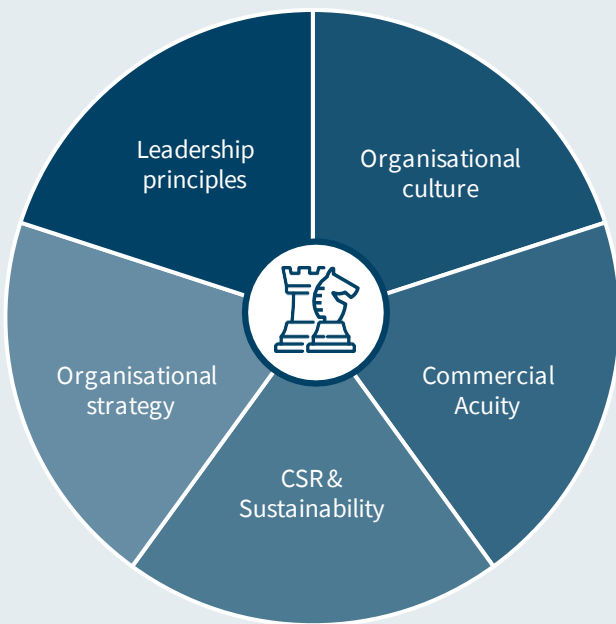 Leadership
principles
Organisational
culture
Commercial
Acuity
CSR &
Sustainability
Organisational
strategy